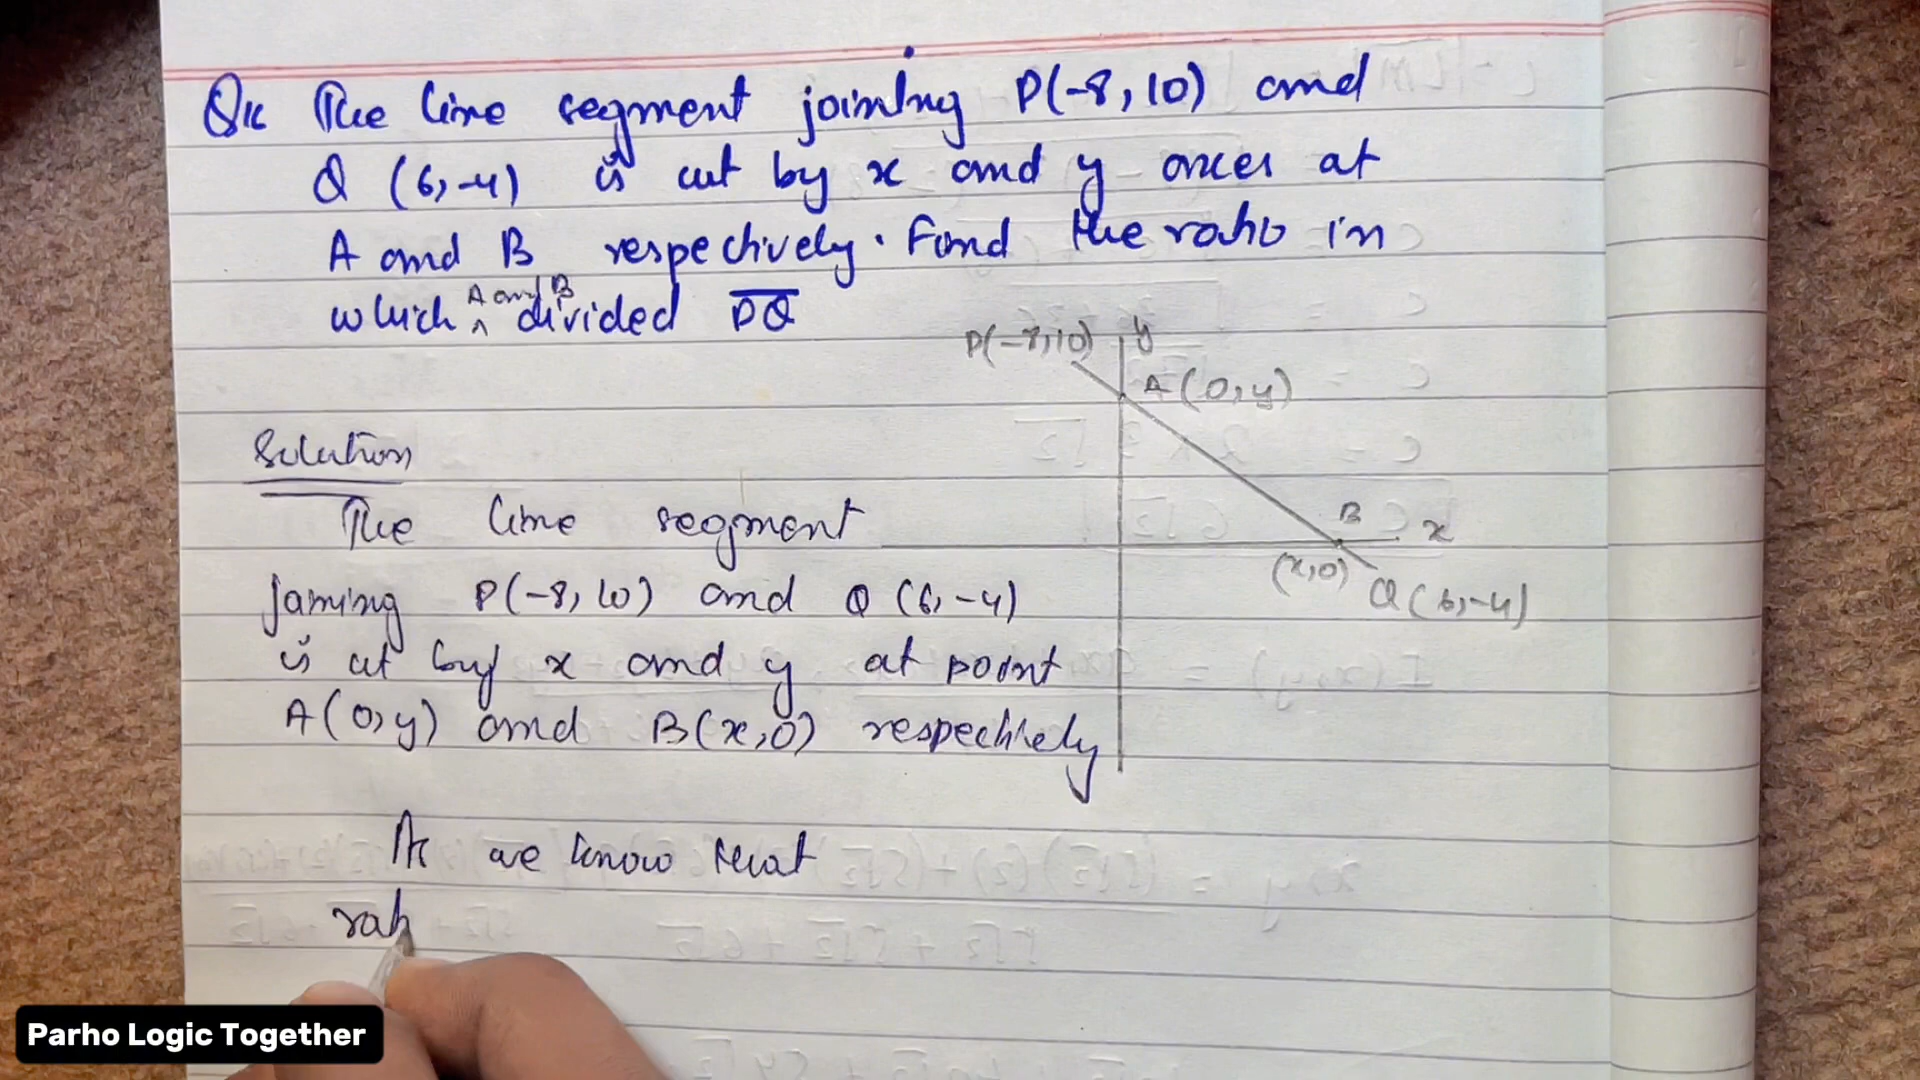 Q1c The line segment joining P(-8, 10) and
Q (6, -4) is cut by x and y axes at
A and B respectively. Find the ratio in
which A and B divided PQ
P(-8, 10) y
A (0, y)
Solution
The line segment
B x
(x, 0) Q (6, -4)
joining P(-8, 10) and Q (6, -4)
is cut by x and y at point
A (0, y) and B(x, 0) respectively
As we know that
rati
Parho Logic Together